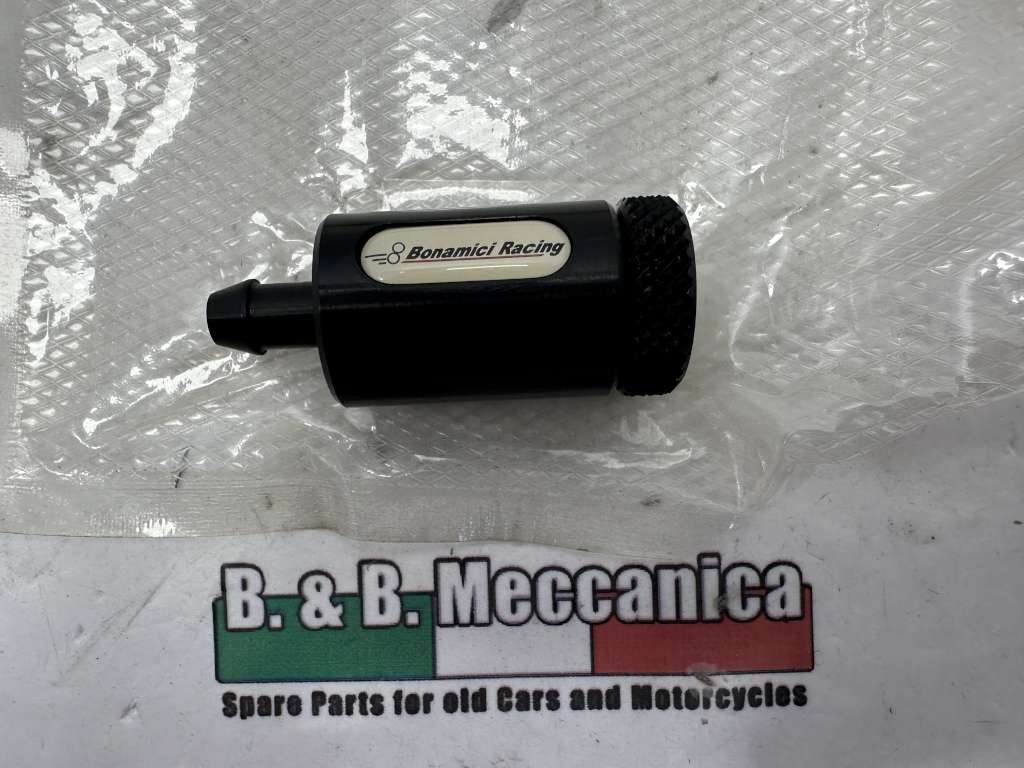 Bonamici Racing
B. & B. Meccanica
Spare Parts for old Cars and Motorcycles